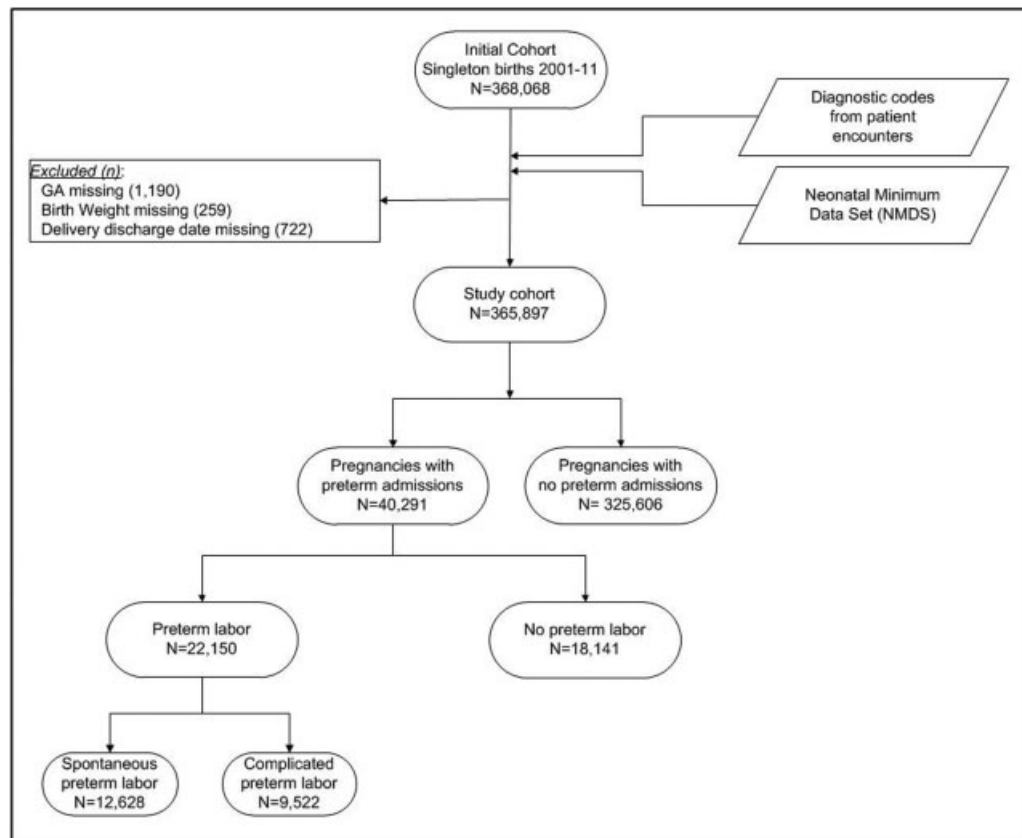 Initial Cohort
Singleton births 2001-11
N=368,068
Diagnostic codes
from patient
encounters
Excluded (n):
GA missing (1,190)
Birth Weight missing (259)
Delivery discharge date missing (722)
Neonatal Minimum
Data Set (NMDS)
Study cohort
N=365,897
Pregnancies with
preterm admissions
N=40,291
Pregnancies with
no preterm admissions
N= 325,606
Preterm labor
N=22,150
No preterm labor
N=18,141
Spontaneous
preterm labor
N=12,628
Complicated
preterm labor
N=9,522